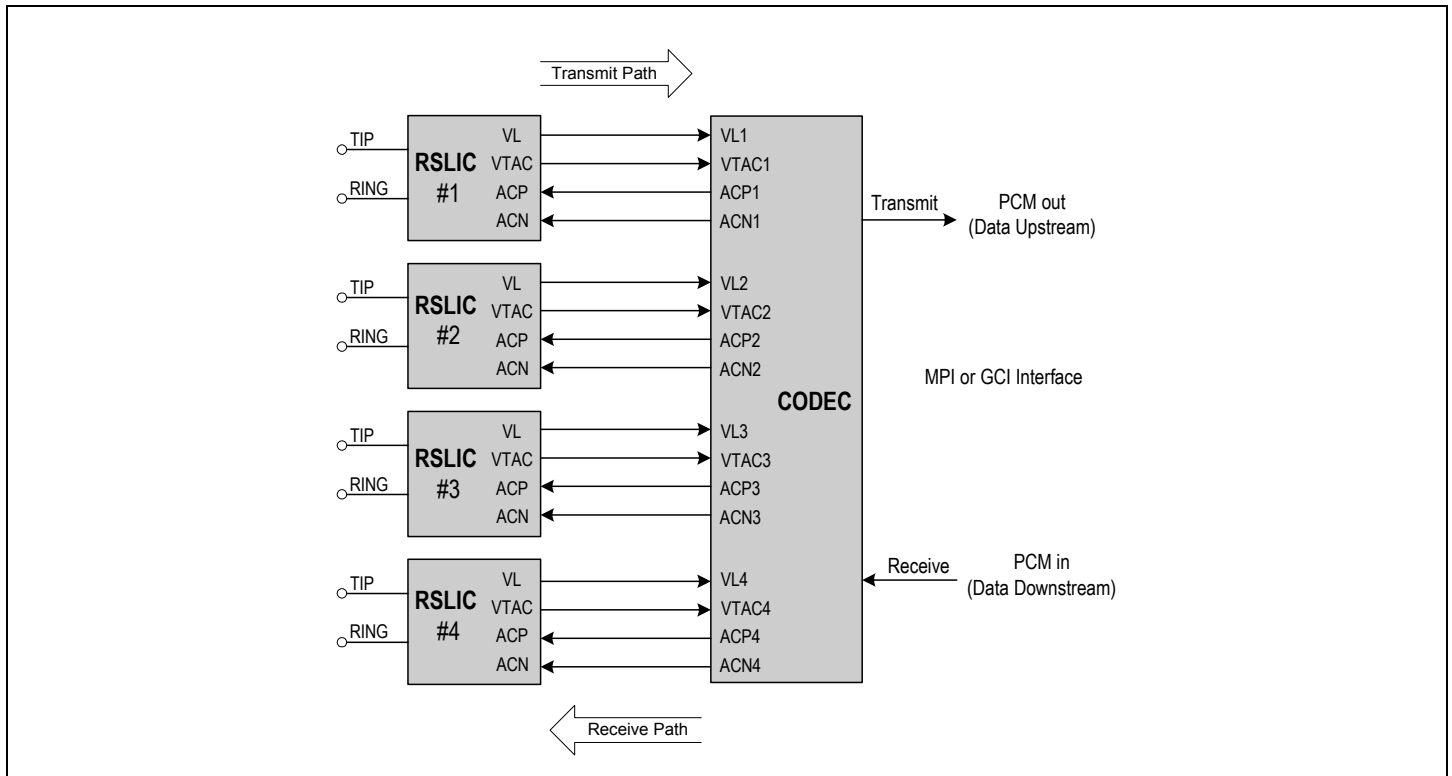 Transmit Path
TIP
RING
RSLIC
#1
VL
VTAC
ACP
ACN
TIP
RING
RSLIC
#2
VL
VTAC
ACP
ACN
TIP
RING
RSLIC
#3
VL
VTAC
ACP
ACN
TIP
RING
RSLIC
#4
VL
VTAC
ACP
ACN
VL1
VTAC1
ACP1
ACN1
VL2
VTAC2
ACP2
ACN2
CODEC
VL3
VTAC3
ACP3
ACN3
VL4
VTAC4
ACP4
ACN4
Transmit
PCM out
(Data Upstream)
MPI or GCI Interface
Receive
PCM in
(Data Downstream)
Receive Path